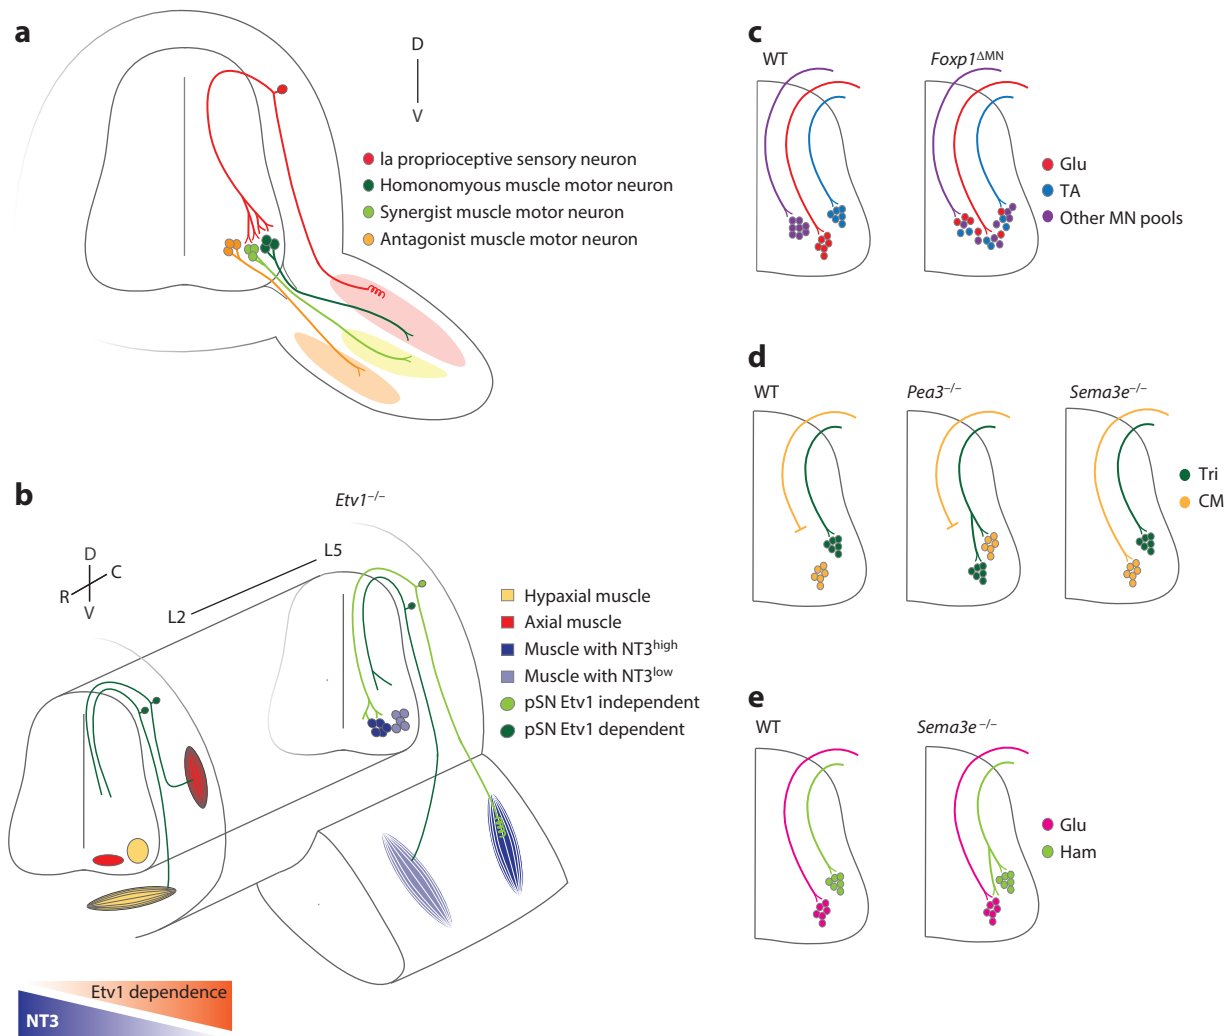 a
D
V
Ia proprioceptive sensory neuron
Homonomyous muscle motor neuron
Synergist muscle motor neuron
Antagonist muscle motor neuron
b
Etv1–/–
D
C
R
V
L5
L2
Hypaxial muscle
Axial muscle
Muscle with NT3high
Muscle with NT3low
pSN Etv1 independent
pSN Etv1 dependent
Etv1 dependence
NT3
c
WT
Foxp1ΔMN
Glu
TA
Other MN pools
d
WT
Pea3–/–
Sema3e–/–
Tri
CM
e
WT
Sema3e–/–
Glu
Ham